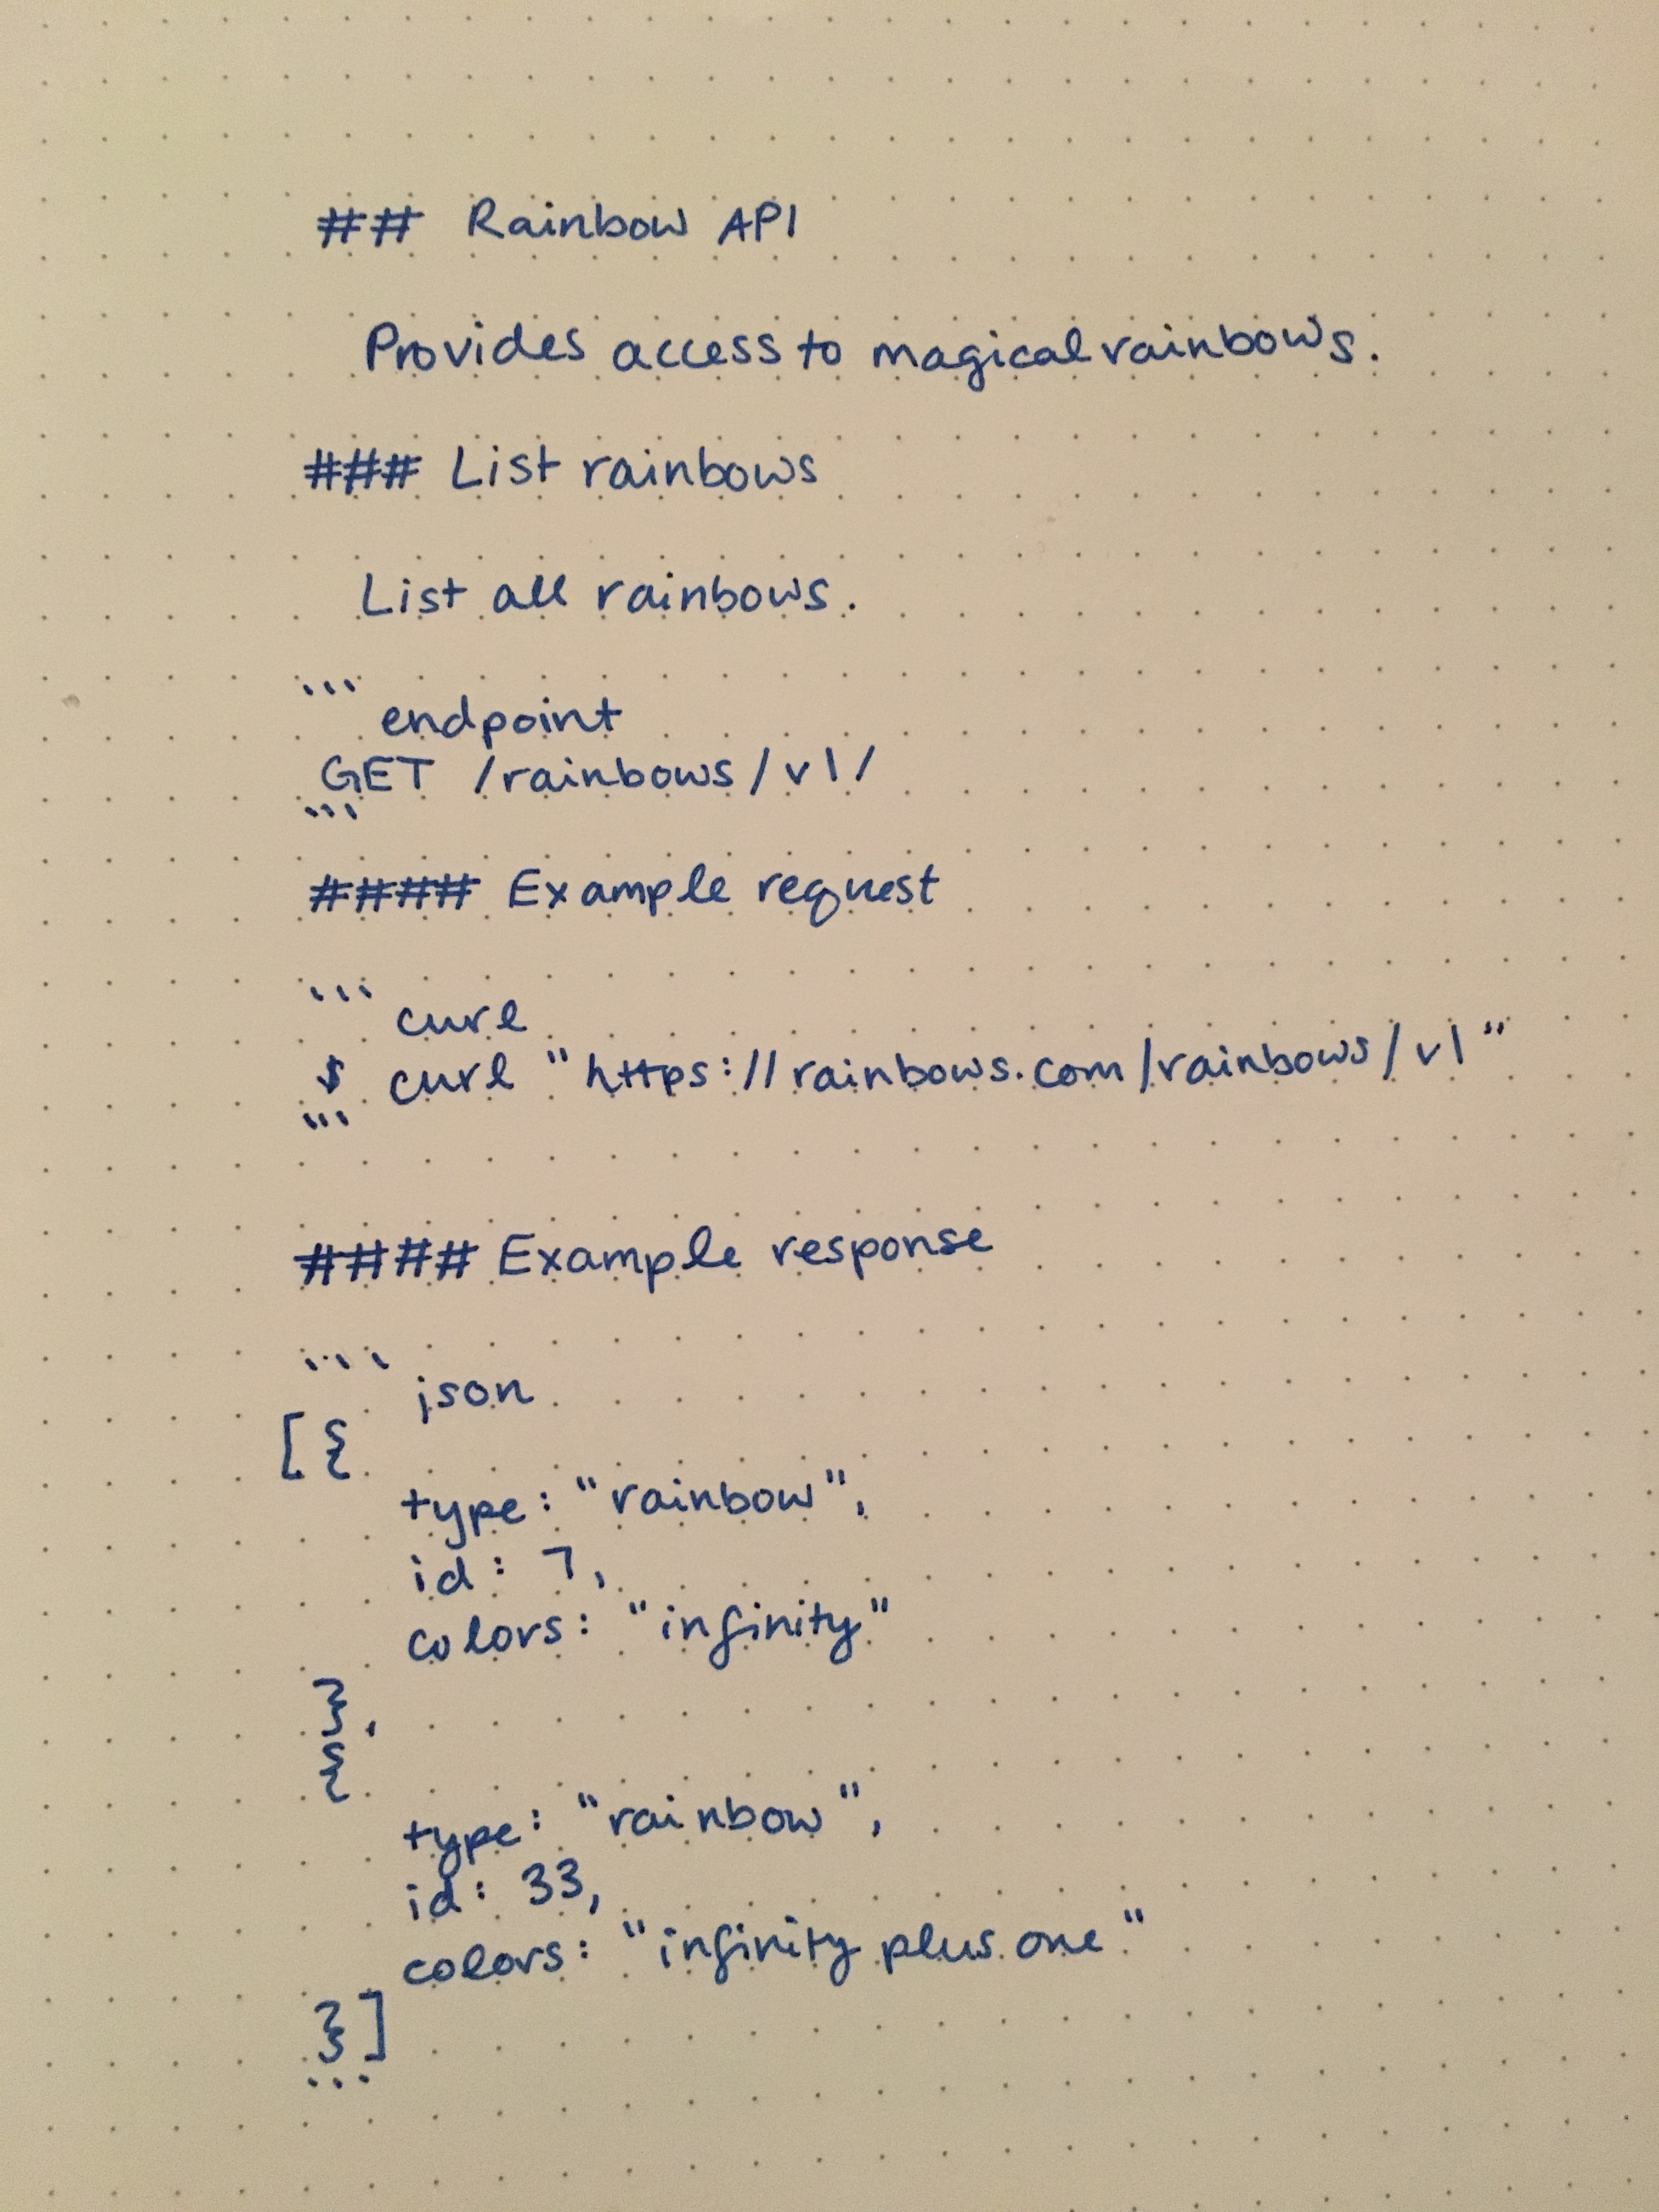 ## Rainbow API
Provides access to magical rainbows.
### List rainbows
List all rainbows.
``` endpoint
GET /rainbows/v1/
```
#### Example request
``` curl
$ curl "https://rainbows.com/rainbows/v1"
```
#### Example response
``` json
[{
type: "rainbow",
id: 7,
colors: "infinity"
},
{
type: "rainbow",
id: 33,
colors: "infinity plus one"
}]
```